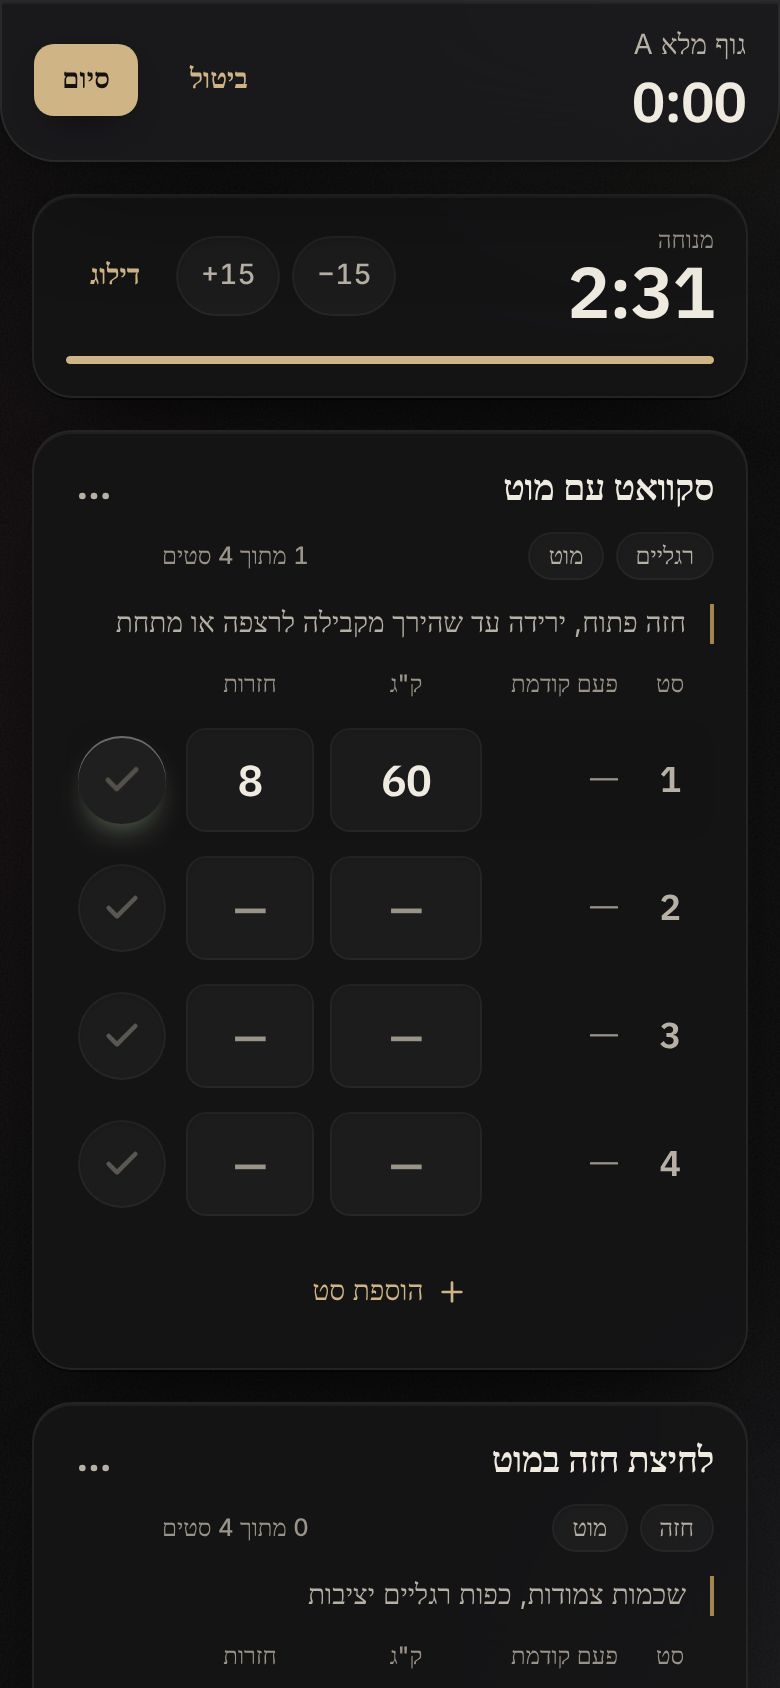 גוף מלא A
0:00
ביטול
סיום
מנוחה
2:31
−15
+15
דילוג
סקוואט עם מוט
רגליים מוט 1 מתוך 4 סטים
חזה פתוח, ירידה עד שהירך מקבילה לרצפה או מתחת
סט פעם קודמת ק"ג חזרות
1 — 60 8
2 — — —
3 — — —
4 — — —
+ הוספת סט
לחיצת חזה במוט
חזה מוט 0 מתוך 4 סטים
שכמות צמודות, כפות רגליים יציבות
סט פעם קודמת ק"ג חזרות